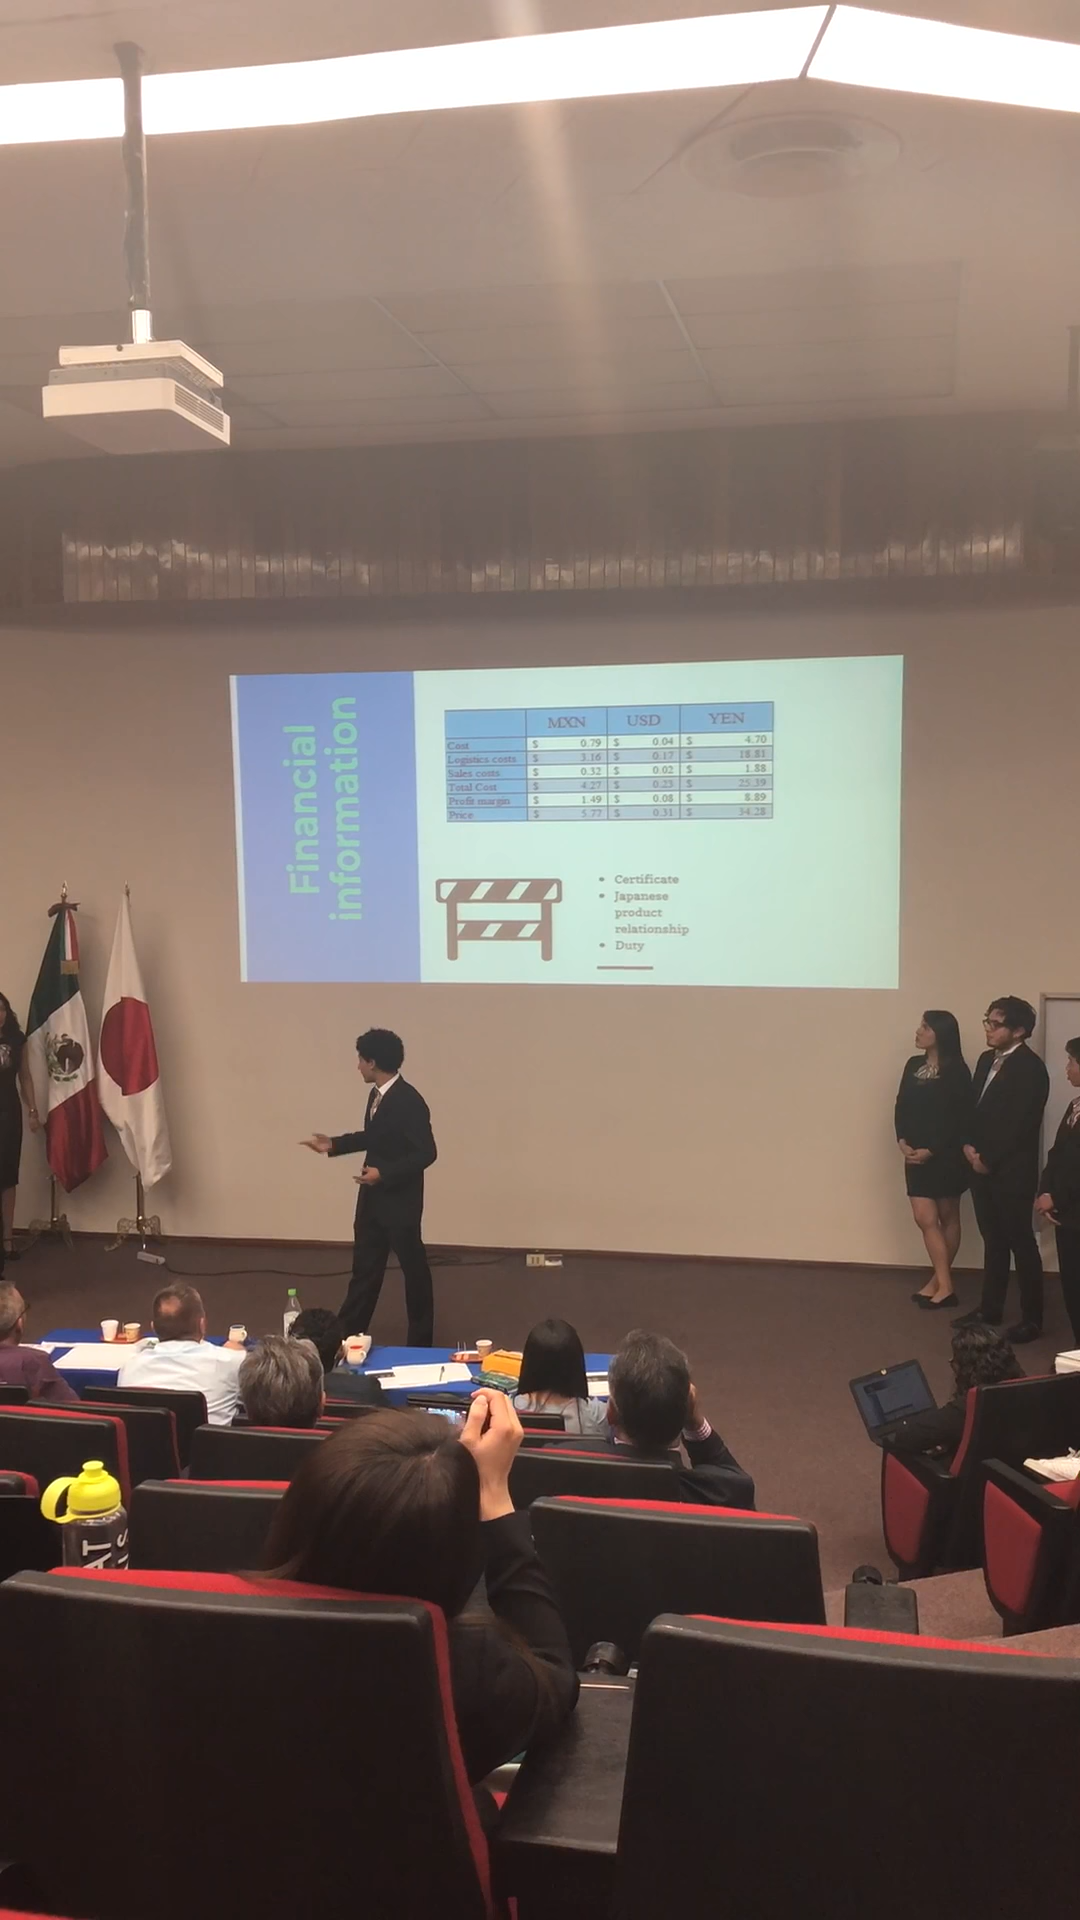 Financial
information
MXN USD YEN
Cost $ 0.79 $ 0.04 $ 4.70
Logistics costs $ 3.16 $ 0.17 $ 18.81
Sales costs $ 0.32 $ 0.02 $ 1.88
Total Cost $ 4.27 $ 0.23 $ 25.39
Profit margin $ 1.49 $ 0.08 $ 8.89
Price $ 5.77 $ 0.31 $ 34.28
• Certificate
• Japanese
product
relationship
• Duty